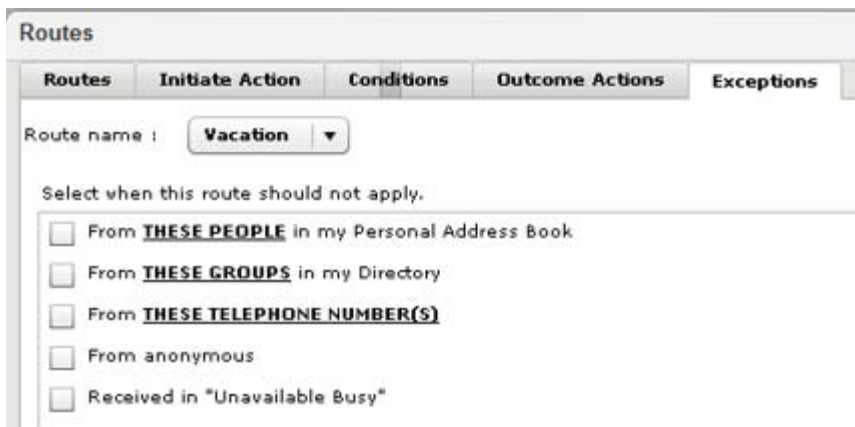 Routes
Routes Initiate Action Conditions Outcome Actions Exceptions
Route name : Vacation
Select when this route should not apply.
From THESE PEOPLE in my Personal Address Book
From THESE GROUPS in my Directory
From THESE TELEPHONE NUMBER(S)
From anonymous
Received in "Unavailable Busy"